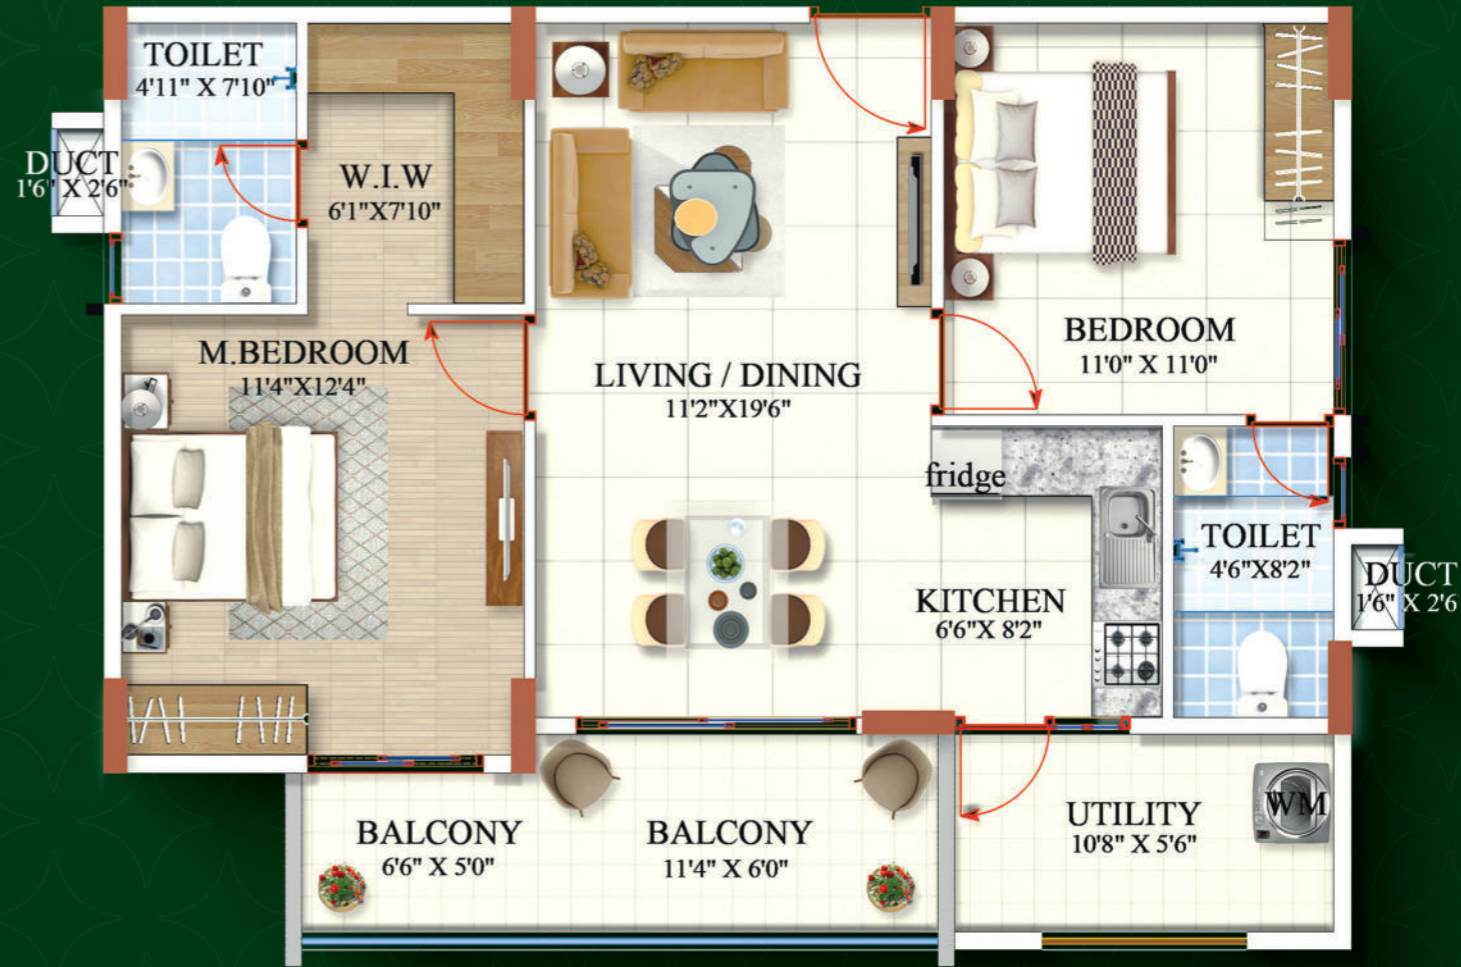 TOILET
4'11" X 7'10"
DUCT
1'6" X 2'6"
W.I.W
6'1"X7'10"
M.BEDROOM
11'4"X12'4"
LIVING / DINING
11'2"X19'6"
BEDROOM
11'0" X 11'0"
fridge
KITCHEN
6'6"X 8'2"
TOILET
4'6"X8'2"
DUCT
1'6" X 2'6
BALCONY
6'6" X 5'0"
BALCONY
11'4" X 6'0"
UTILITY
10'8" X 5'6"
WM